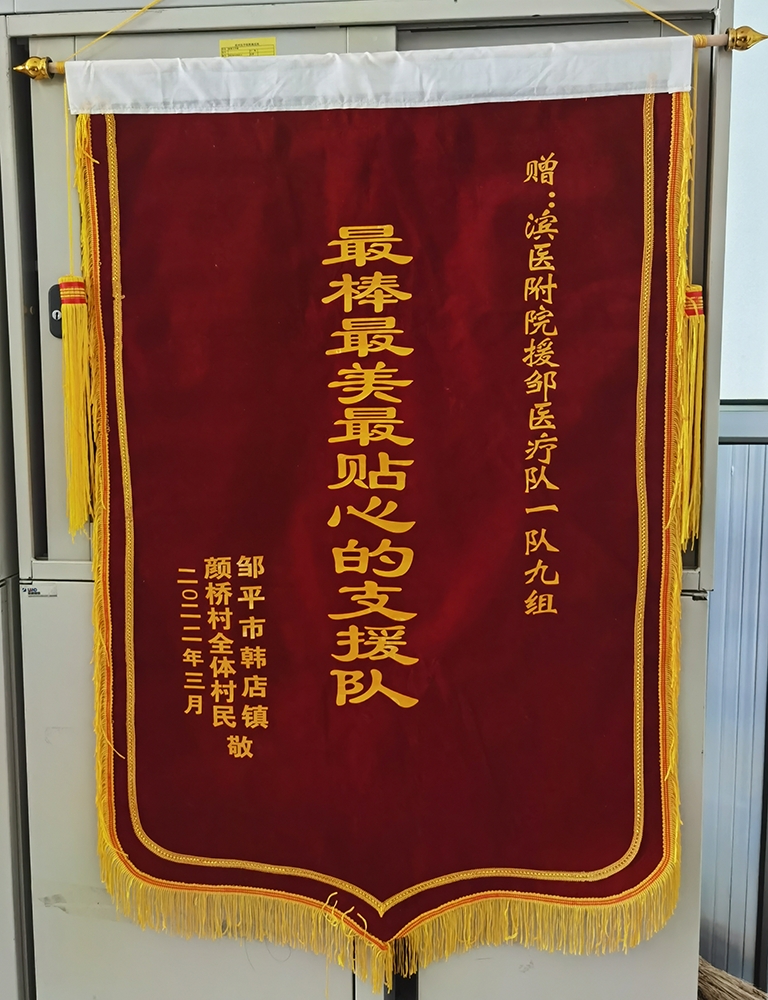 赠：滨医附院援邹医疗队一队九组
最棒最美最贴心的支援队
邹平市韩店镇
颜桥村全体村民
敬
二〇二二年三月